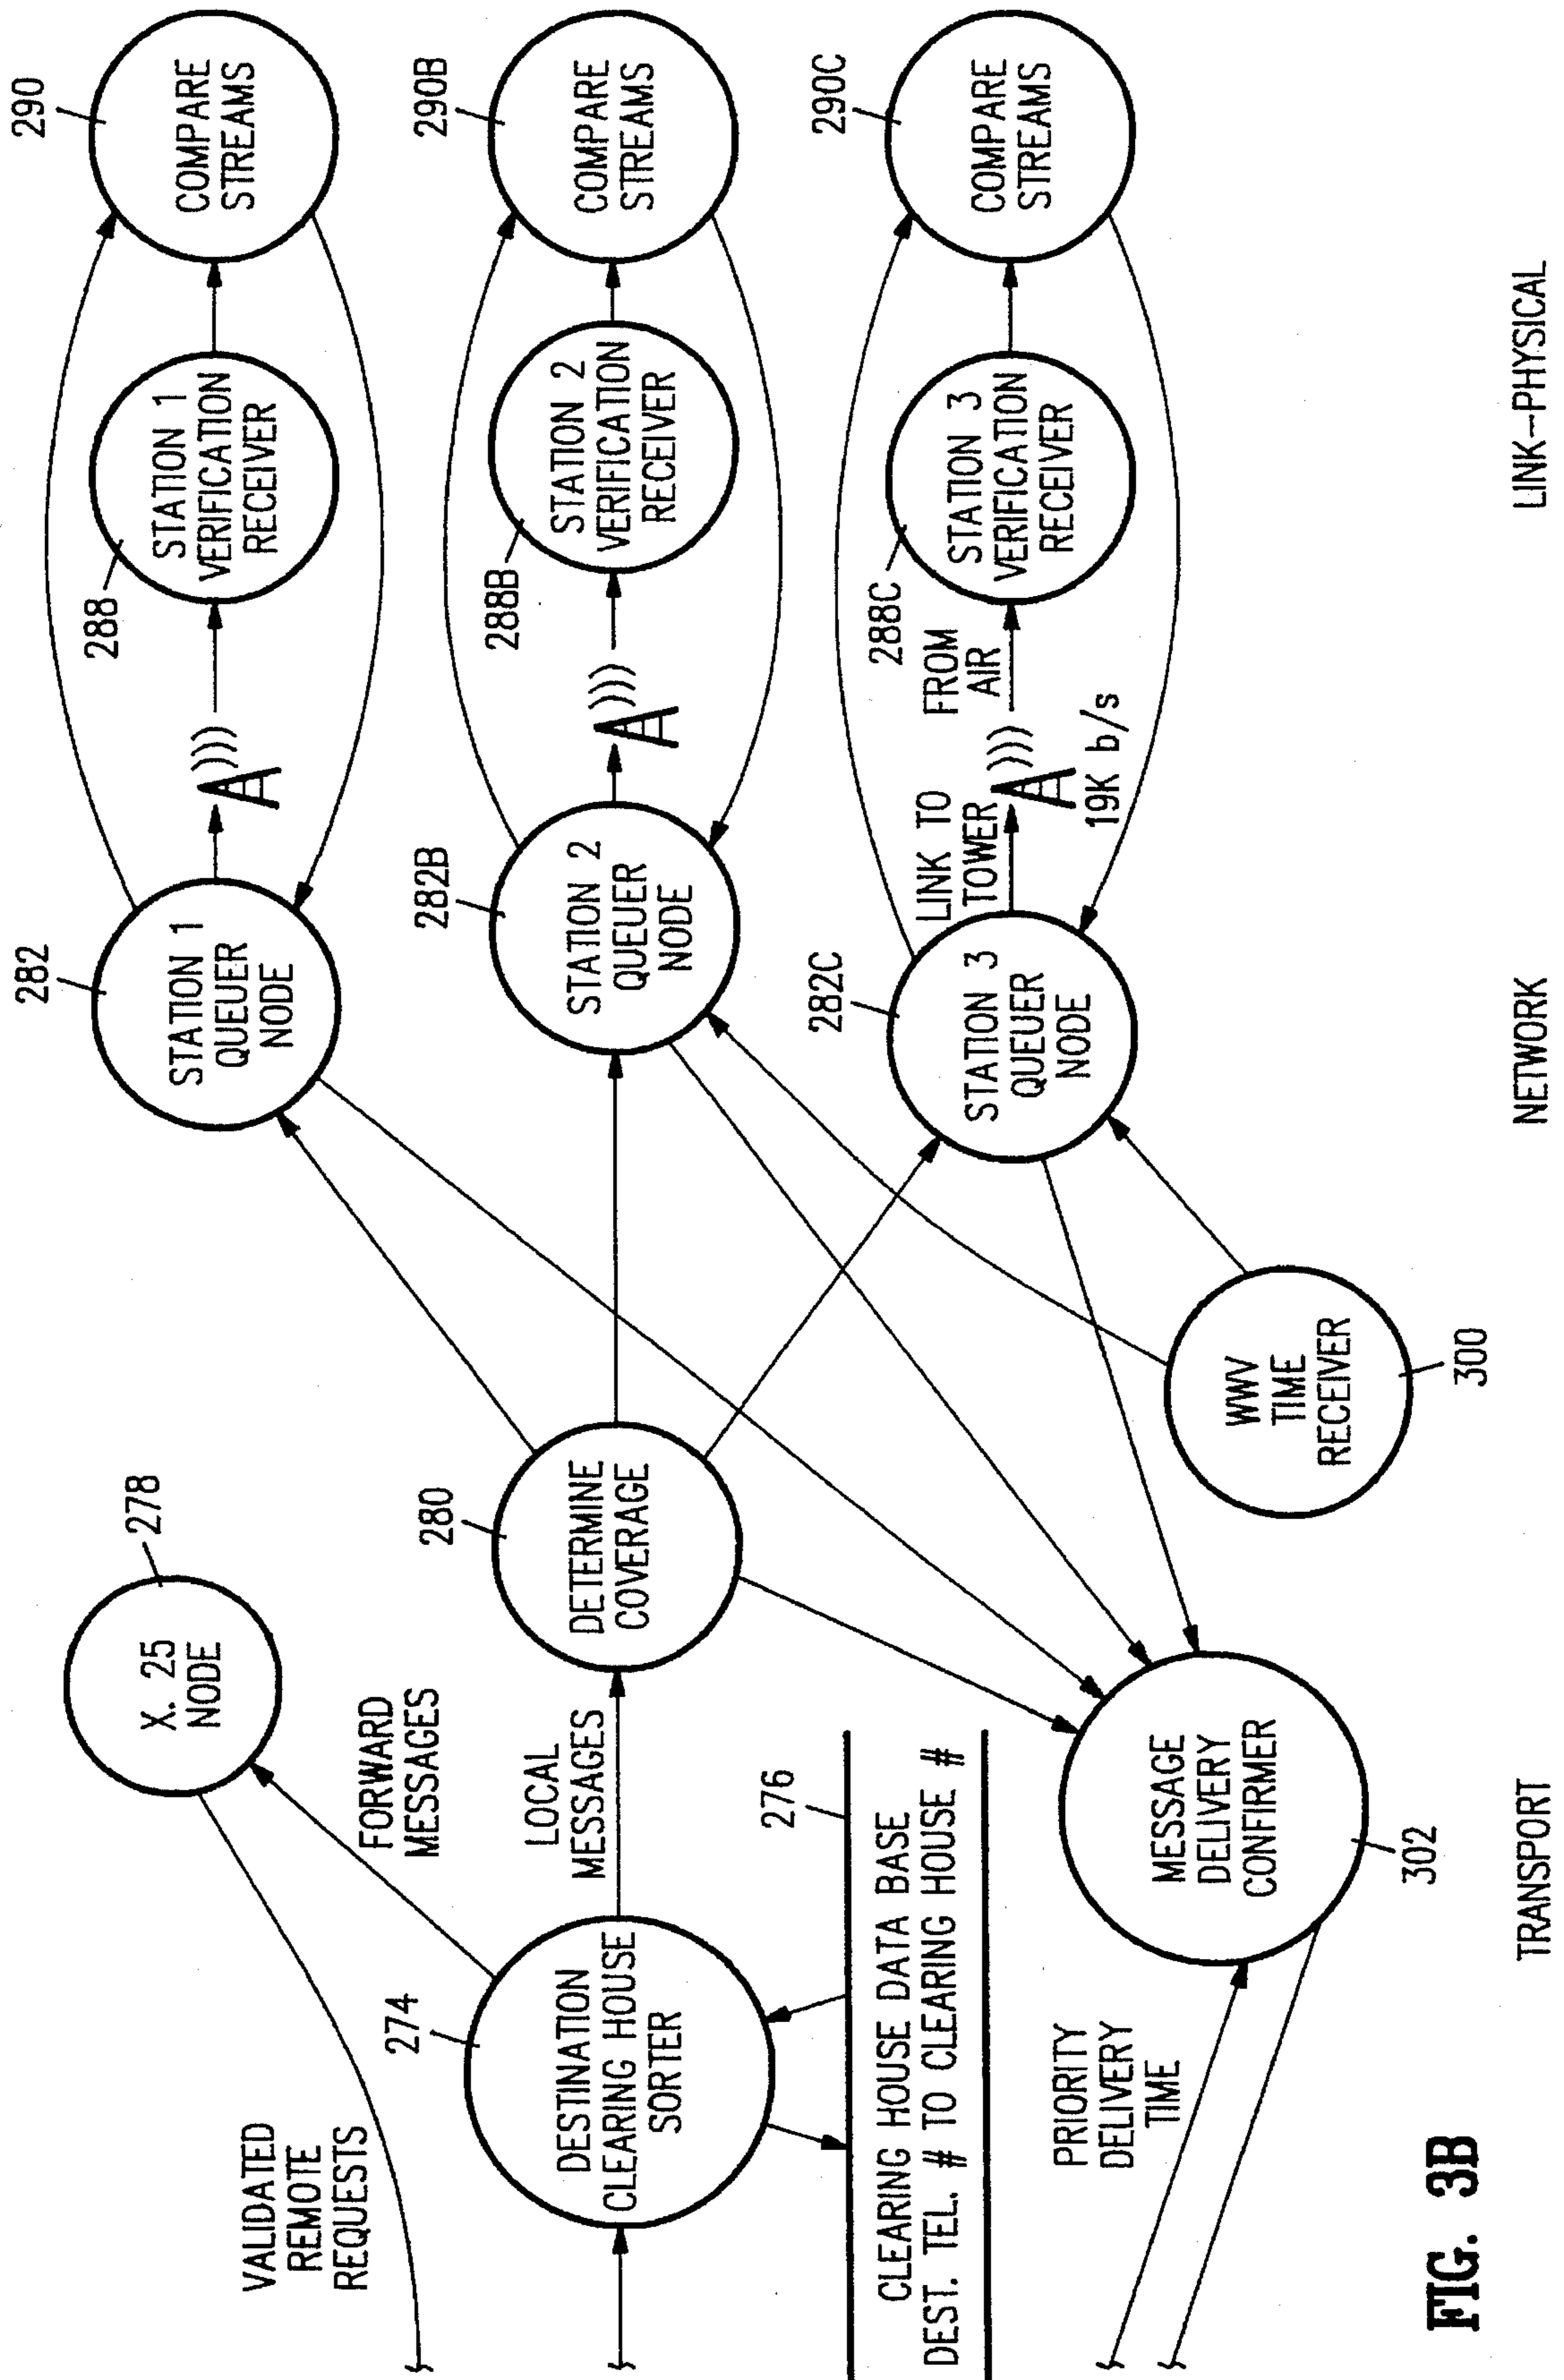 VALIDATED
REMOTE
REQUESTS
278
X. 25
NODE
FORWARD
MESSAGES
274
DESTINATION
CLEARING HOUSE
SORTER
LOCAL
MESSAGES
280
DETERMINE
COVERAGE
276
CLEARING HOUSE DATA BASE
DEST. TEL. # TO CLEARING HOUSE #
PRIORITY
DELIVERY
TIME
MESSAGE
DELIVERY
CONFIRMER
302
WWV
TIME
RECEIVER
300
282
STATION 1
QUEUER
NODE
288
STATION 1
VERIFICATION
RECEIVER
290
COMPARE
STREAMS
282B
STATION 2
QUEUER
NODE
288B
STATION 2
VERIFICATION
RECEIVER
290B
COMPARE
STREAMS
282C
STATION 3
QUEUER
NODE
LINK TO
TOWER
FROM
AIR
19K b/s
288C
STATION 3
VERIFICATION
RECEIVER
290C
COMPARE
STREAMS
TRANSPORT
NETWORK
LINK-PHYSICAL
FIG. 3B